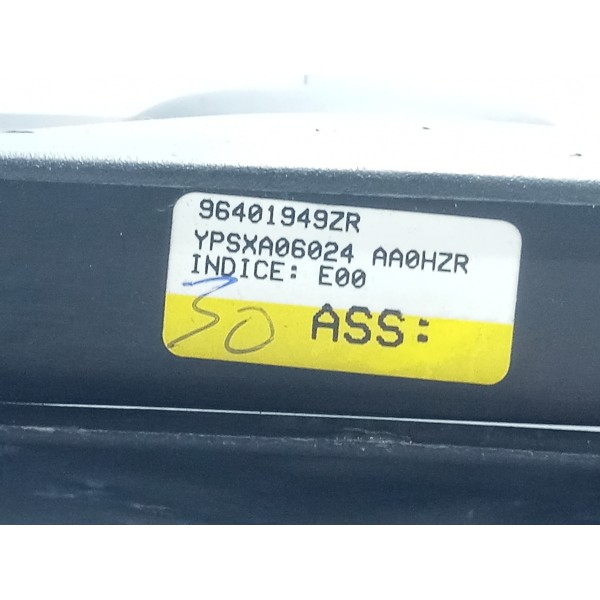 96401949ZR
YPSXA06024 AA0HZR
INDICE: E00
30 ASS: